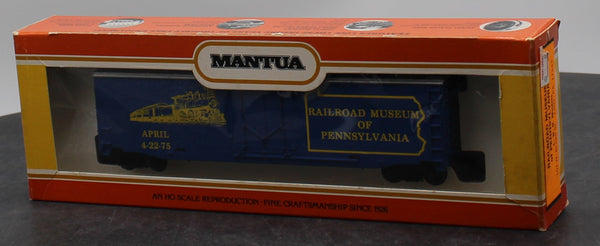 MANTUA
RAILROAD MUSEUM
OF
PENNSYLVANIA
APRIL
4-22-75
AN HO SCALE REPRODUCTION · FINE CRAFTSMANSHIP SINCE 1926